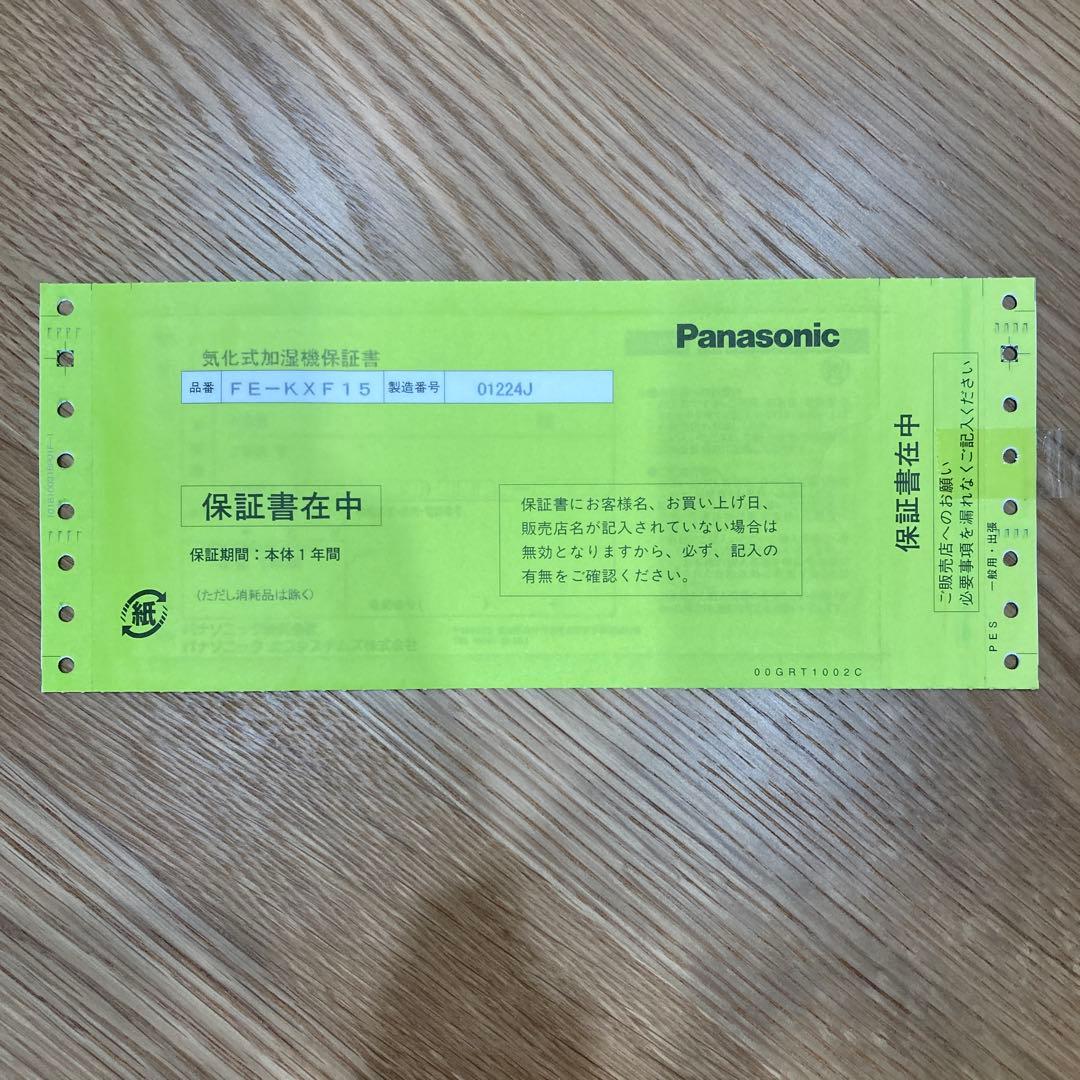 Panasonic
気化式加湿機保証書
品番 FE-KXF15 製造番号 01224J
保証書在中
保証期間:本体1年間
(ただし消耗品は除く)
保証書にお客様名、お買い上げ日、
販売店名が記入されていない場合は
無効となりますから、必ず、記入の
有無をご確認ください。
紙
00GRT1002C
保証書在中
ご販売店へのお願い
必要事項を漏れなくご記入ください
PES 一般用・出張